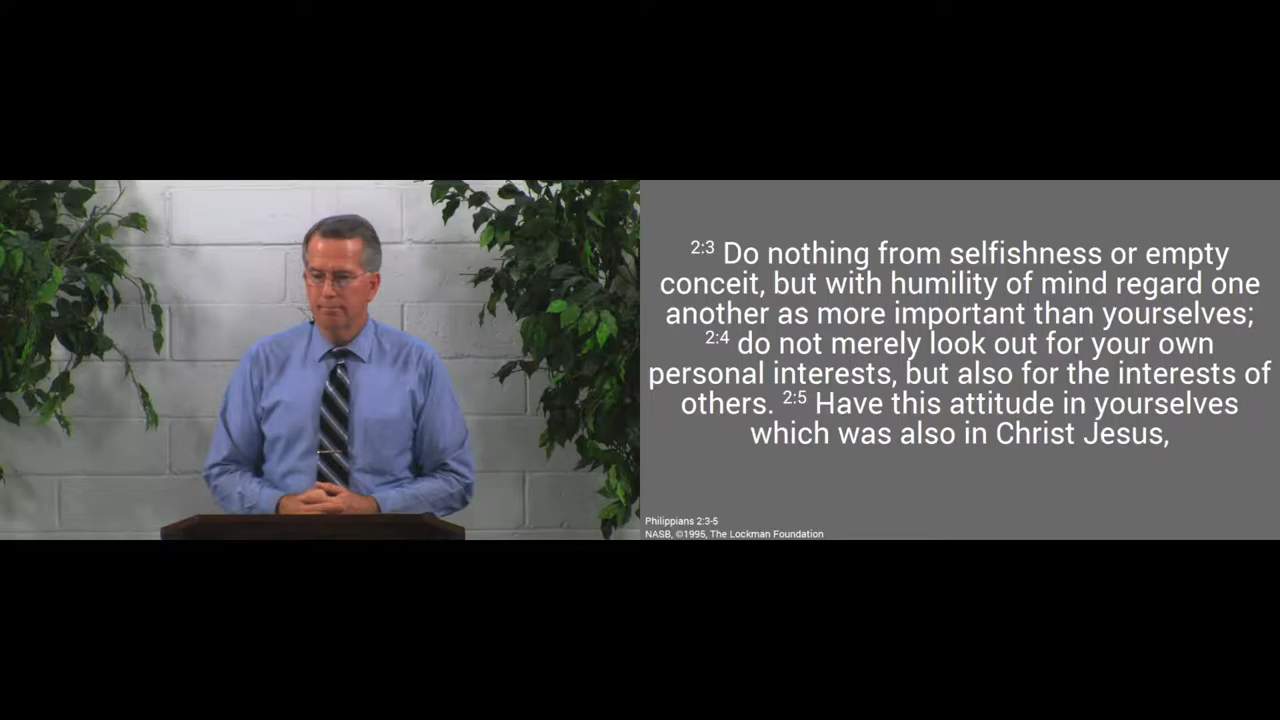 2:3 Do nothing from selfishness or empty
conceit, but with humility of mind regard one
another as more important than yourselves;
2:4 do not merely look out for your own
personal interests, but also for the interests of
others. 2:5 Have this attitude in yourselves
which was also in Christ Jesus,
Philippians 2:3-5
NASB, ©1995, The Lockman Foundation